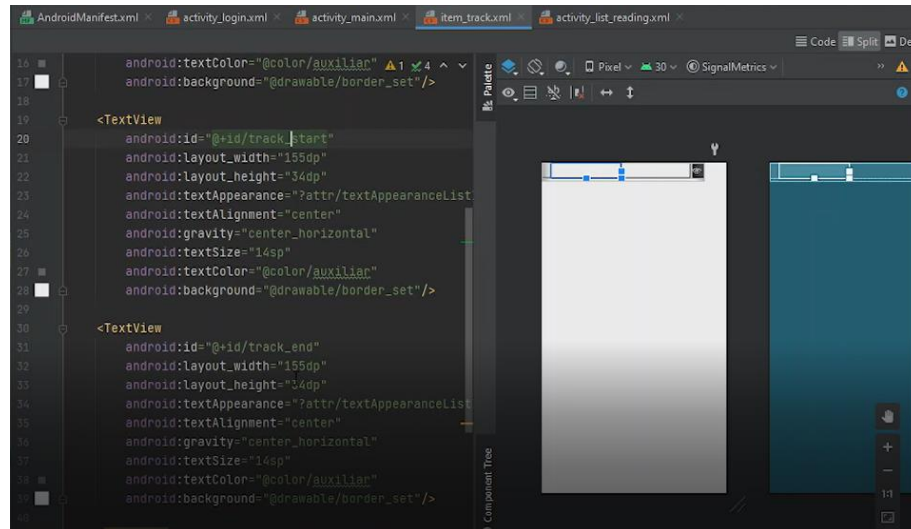 AndroidManifest.xml × activity_login.xml × activity_main.xml × item_track.xml × activity_list_reading.xml ×
Code Split De
Palette Pixel 30 SignalMetrics »
16 android:textColor="@color/auxiliar" 1 4
17 android:background="@drawable/border_set"/>
18
19 <TextView
20 android:id="@+id/track_start"
21 android:layout_width="155dp"
22 android:layout_height="34dp"
23 android:textAppearance="?attr/textAppearanceList
24 android:textAlignment="center"
25 android:gravity="center_horizontal"
26 android:textSize="14sp"
27 android:textColor="@color/auxiliar"
28 android:background="@drawable/border_set"/>
29
30 <TextView
31 android:id="@+id/track_end"
32 android:layout_width="155dp"
33 android:layout_height="34dp"
34 android:textAppearance="?attr/textAppearanceList
35 android:textAlignment="center"
36 android:gravity="center_horizontal"
37 android:textSize="14sp"
38 android:textColor="@color/auxiliar"
39 android:background="@drawable/border_set"/>
40
Component Tree
1:1